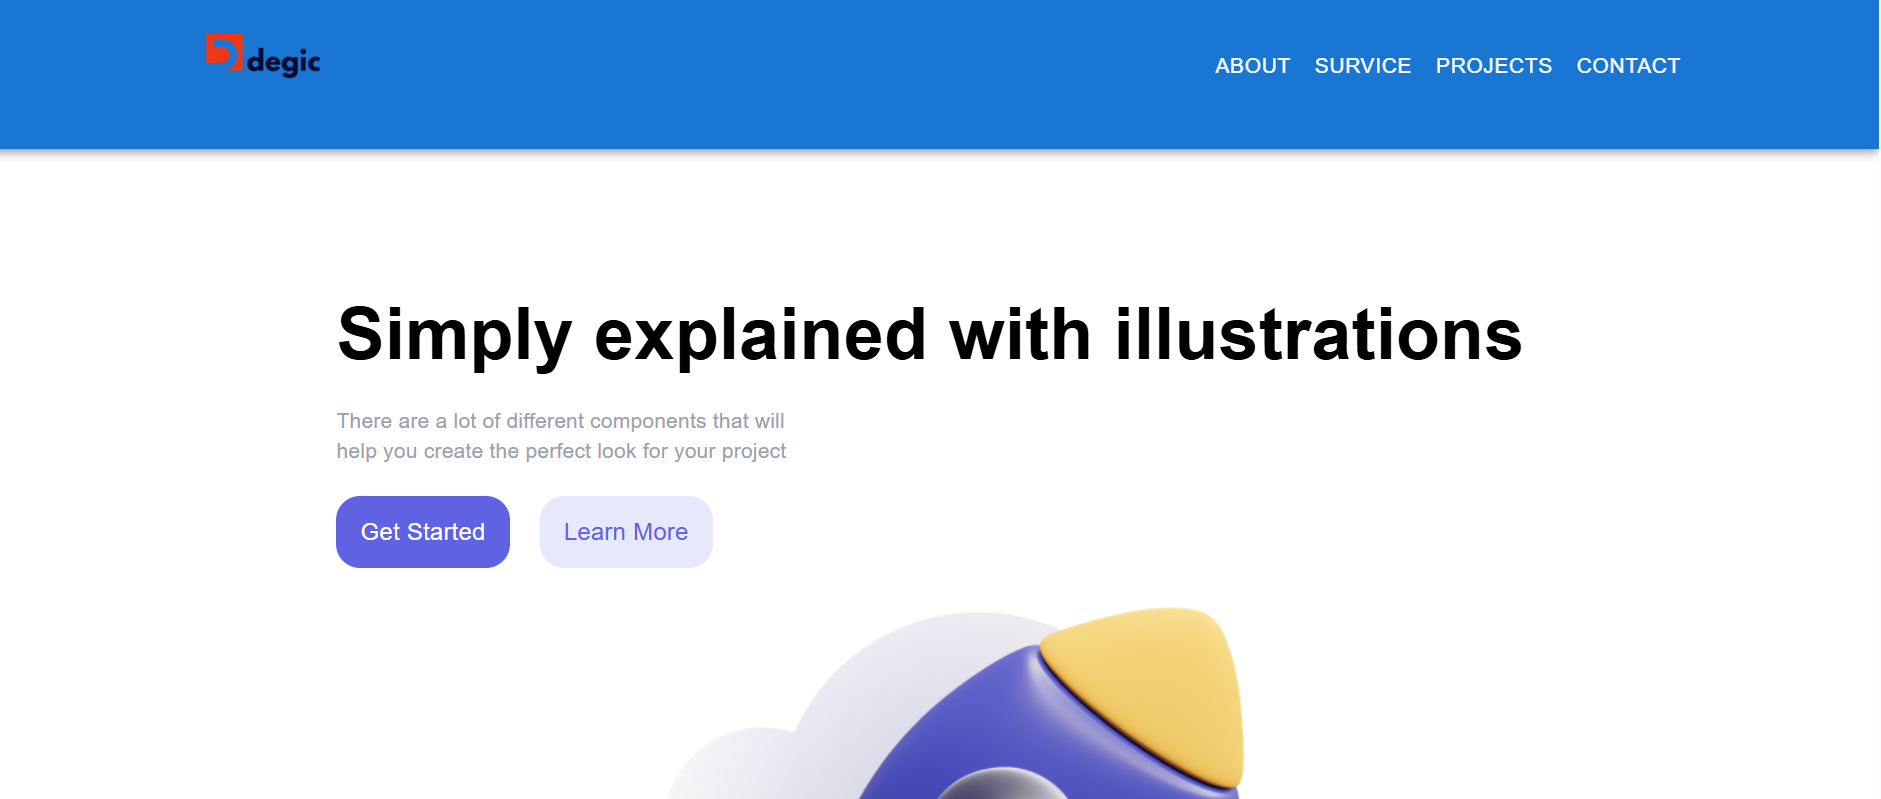 degic
ABOUT SURVICE PROJECTS CONTACT
Simply explained with illustrations
There are a lot of different components that will
help you create the perfect look for your project
Get Started Learn More